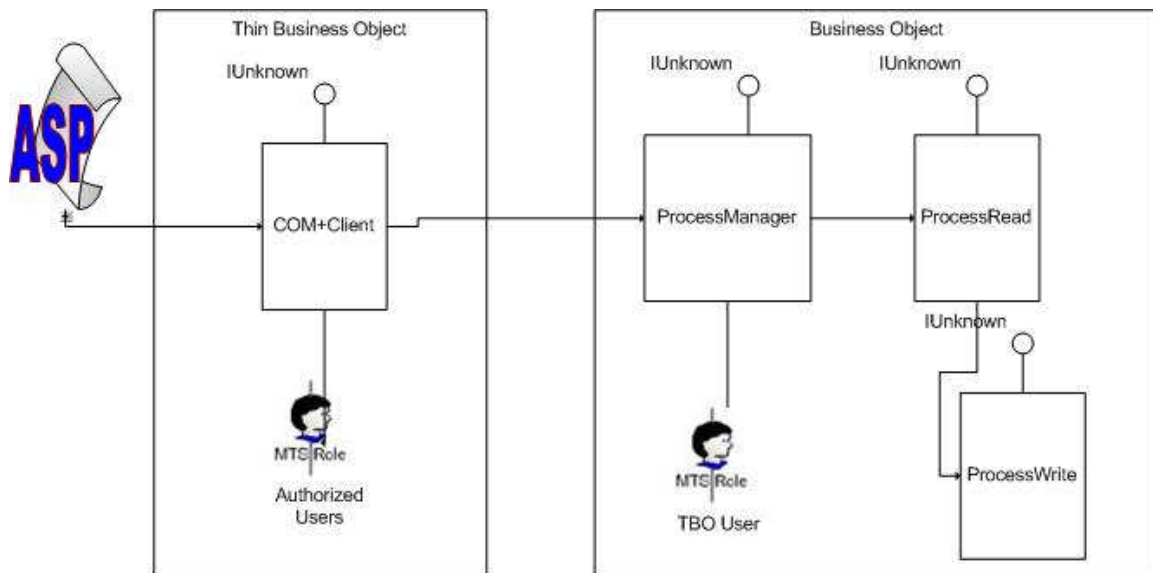 Thin Business Object
Business Object
IUnknown
IUnknown
IUnknown
ASP
COM+Client
ProcessManager
ProcessRead
IUnknown
MTS Role
MTS Role
ProcessWrite
Authorized
Users
TBO User